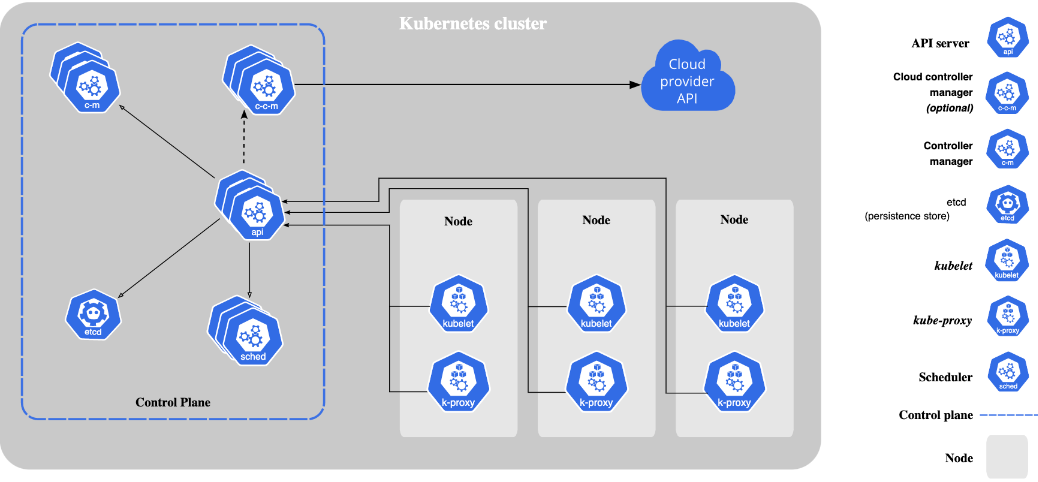 Kubernetes cluster
c-m
c-c-m
Cloud
provider
API
api
etcd
sched
Control Plane
Node
kubelet
k-proxy
Node
kubelet
k-proxy
Node
kubelet
k-proxy
API server
api
Cloud controller
manager
(optional)
c-c-m
Controller
manager
c-m
etcd
(persistence store)
etcd
kubelet
kubelet
kube-proxy
k-proxy
Scheduler
sched
Control plane
Node